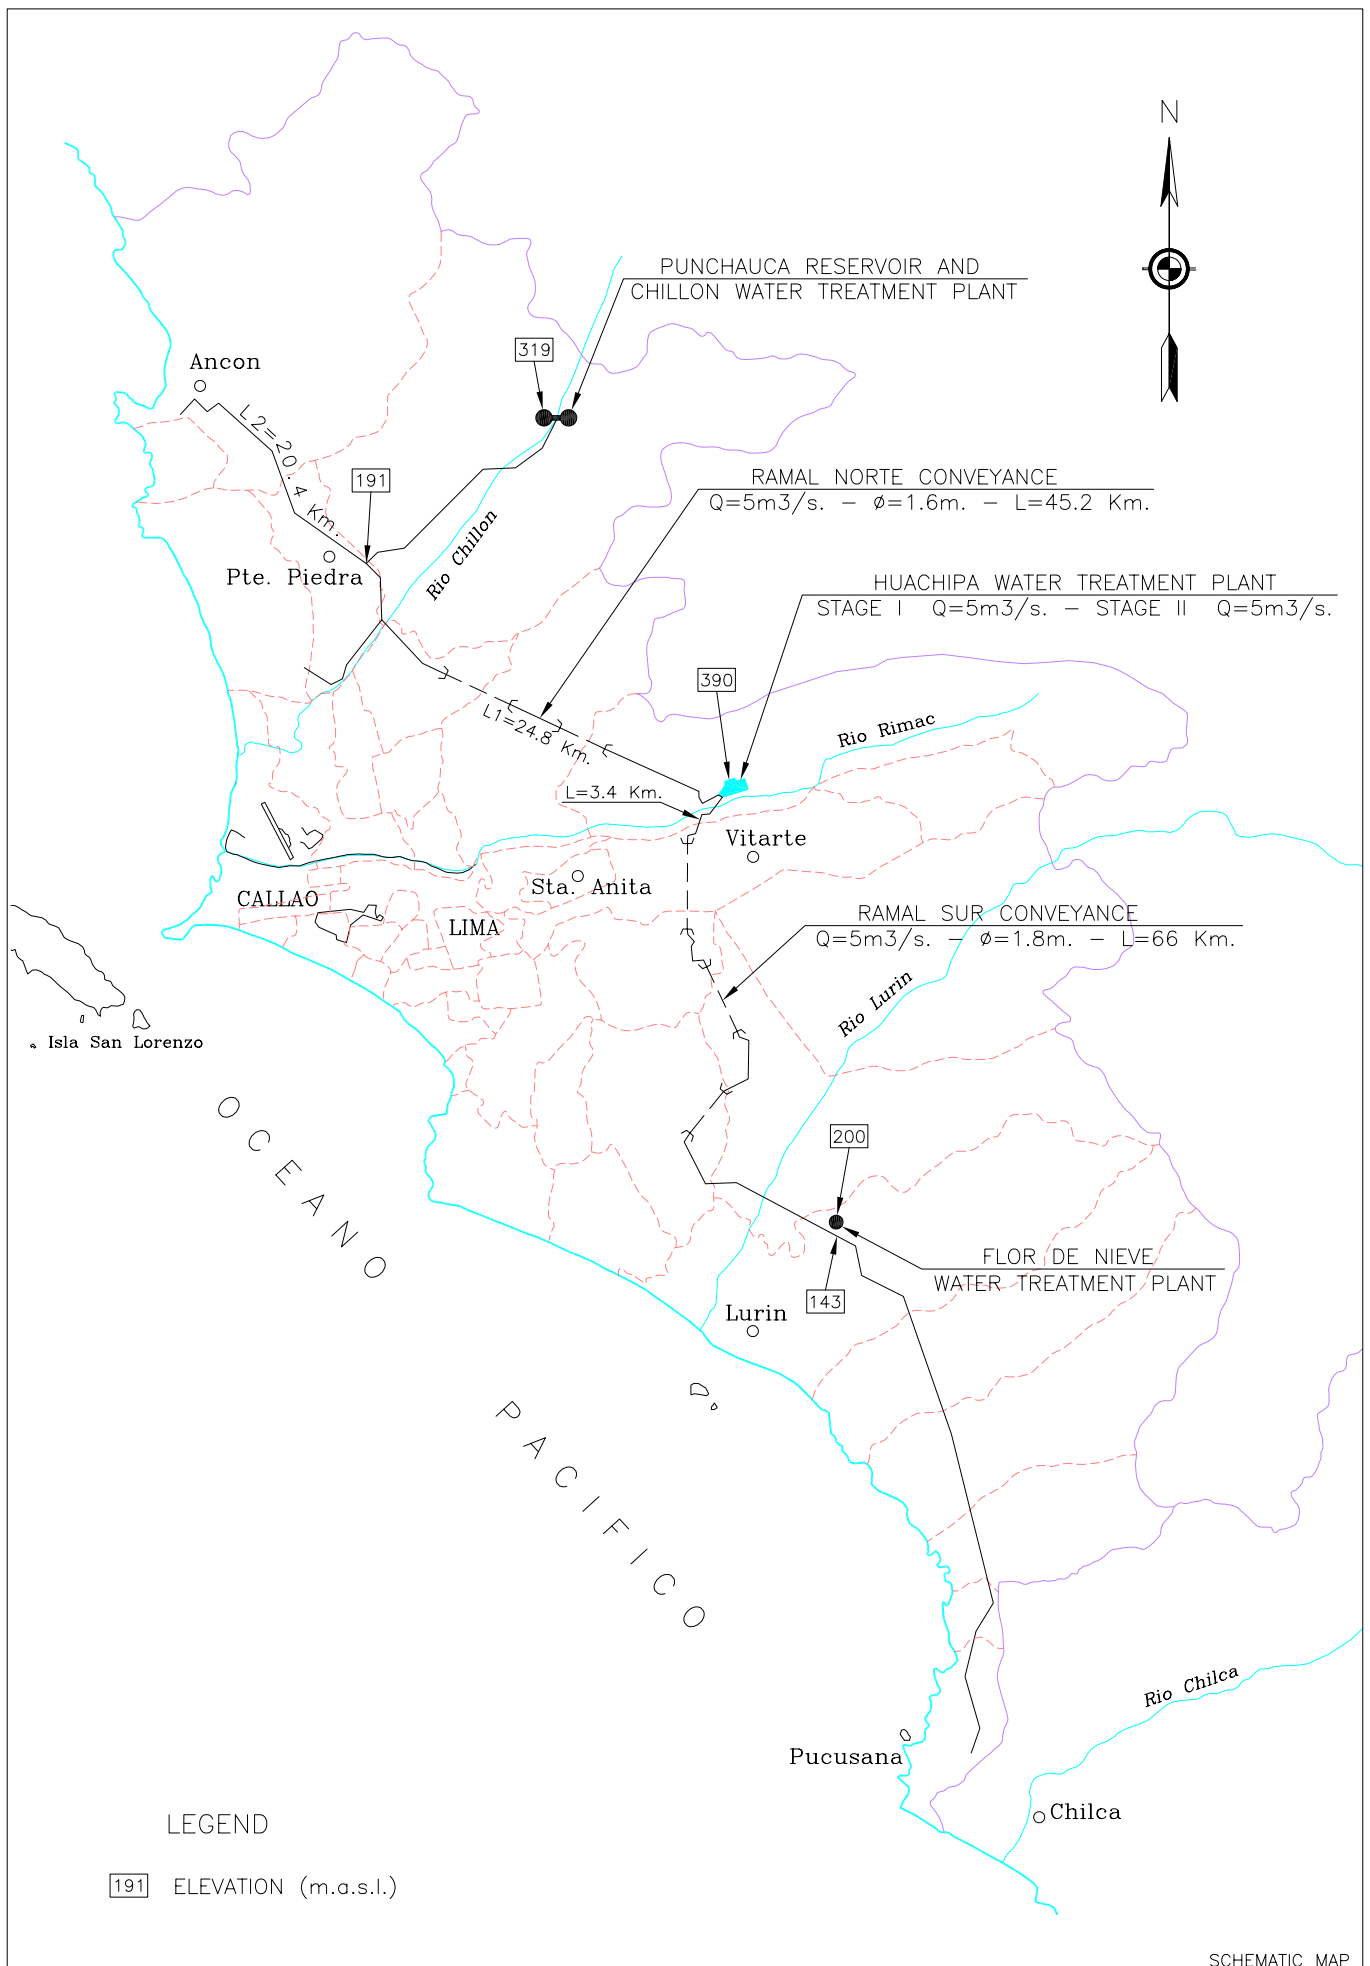 N
PUNCHAUCA RESERVOIR AND
CHILLON WATER TREATMENT PLANT
319
Ancon
L2=20.4 Km.
191
RAMAL NORTE CONVEYANCE
Q=5m3/s. - ø=1.6m. - L=45.2 Km.
Rio Chillon
Pte. Piedra
HUACHIPA WATER TREATMENT PLANT
STAGE I Q=5m3/s. - STAGE II Q=5m3/s.
390
L1=24.8 Km.
Rio Rimac
L=3.4 Km.
Vitarte
Sta. Anita
CALLAO
LIMA
RAMAL SUR CONVEYANCE
Q=5m3/s. - ø=1.8m. - L=66 Km.
Rio Lurin
Isla San Lorenzo
OCEANO
200
FLOR DE NIEVE
WATER TREATMENT PLANT
143
Lurin
PACIFICO
Rio Chilca
Pucusana
Chilca
LEGEND
191 ELEVATION (m.a.s.l.)
SCHEMATIC MAP